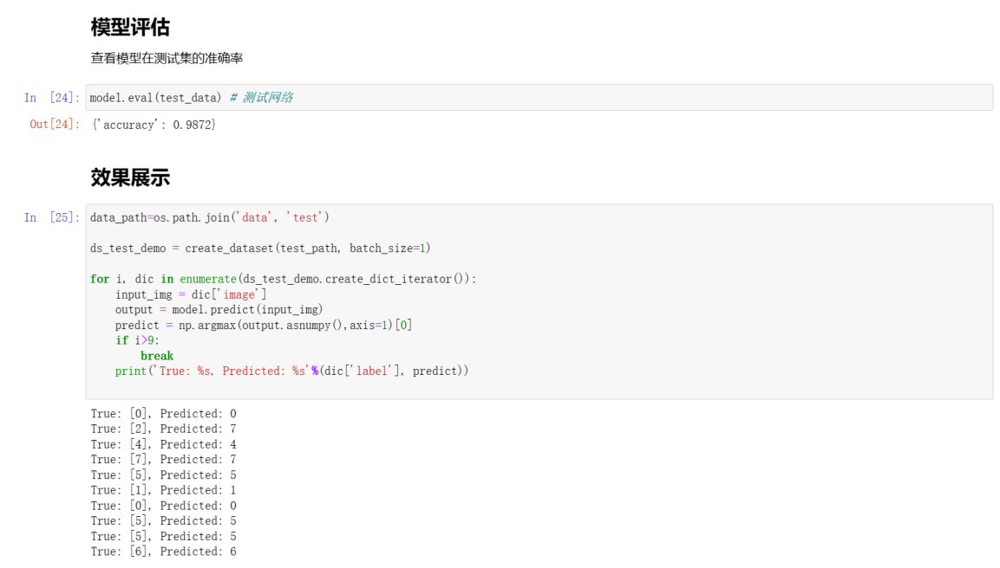 模型评估
查看模型在测试集的准确率
In [24]: model.eval(test_data) # 测试网络
Out[24]: {'accuracy': 0.9872}
效果展示
In [25]: data_path=os.path.join('data', 'test')
ds_test_demo = create_dataset(test_path, batch_size=1)
for i, dic in enumerate(ds_test_demo.create_dict_iterator()):
    input_img = dic['image']
    output = model.predict(input_img)
    predict = np.argmax(output.asnumpy(),axis=1)[0]
    if i>9:
        break
    print('True: %s, Predicted: %s'%(dic['label'], predict))
True: [0], Predicted: 0
True: [2], Predicted: 7
True: [4], Predicted: 4
True: [7], Predicted: 7
True: [5], Predicted: 5
True: [1], Predicted: 1
True: [0], Predicted: 0
True: [5], Predicted: 5
True: [5], Predicted: 5
True: [6], Predicted: 6